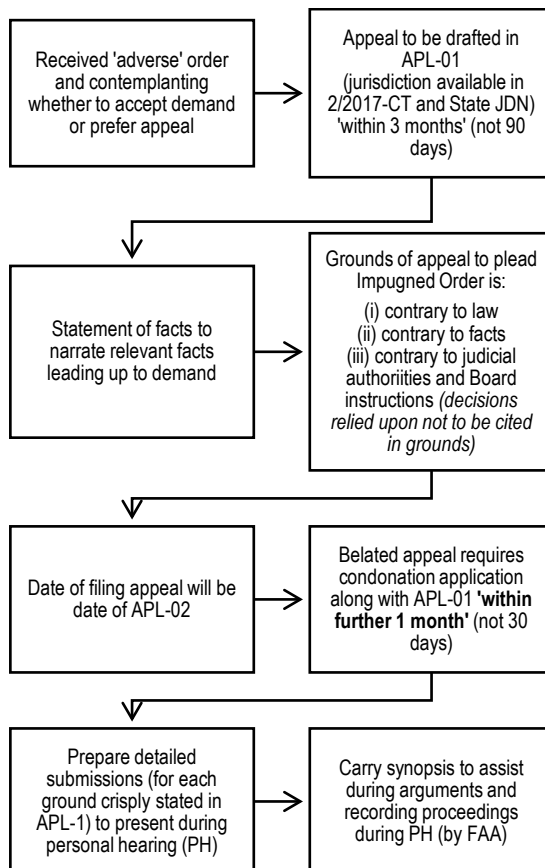 Received 'adverse' order
and contemplanting
whether to accept demand
or prefer appeal
Appeal to be drafted in
APL-01
(jurisdiction available in
2/2017-CT and State JDN)
'within 3 months' (not 90
days)
Statement of facts to
narrate relevant facts
leading up to demand
Grounds of appeal to plead
Impugned Order is:
(i) contrary to law
(ii) contrary to facts
(iii) contrary to judicial
authoriities and Board
instructions (decisions
relied upon not to be cited
in grounds)
Date of filing appeal will be
date of APL-02
Belated appeal requires
condonation application
along with APL-01 'within
further 1 month' (not 30
days)
Prepare detailed
submissions (for each
ground crisply stated in
APL-1) to present during
personal hearing (PH)
Carry synopsis to assist
during arguments and
recording proceedings
during PH (by FAA)